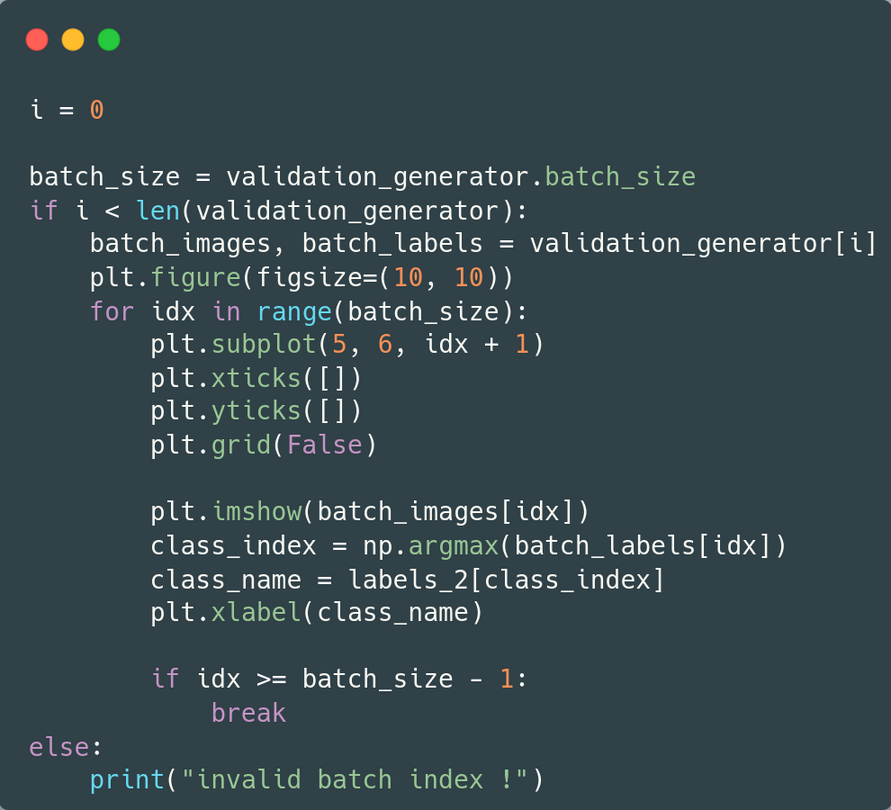 i = 0

batch_size = validation_generator.batch_size
if i < len(validation_generator):
    batch_images, batch_labels = validation_generator[i]
    plt.figure(figsize=(10, 10))
    for idx in range(batch_size):
        plt.subplot(5, 6, idx + 1)
        plt.xticks([])
        plt.yticks([])
        plt.grid(False)

        plt.imshow(batch_images[idx])
        class_index = np.argmax(batch_labels[idx])
        class_name = labels_2[class_index]
        plt.xlabel(class_name)

        if idx >= batch_size - 1:
            break
else:
    print("invalid batch index !")